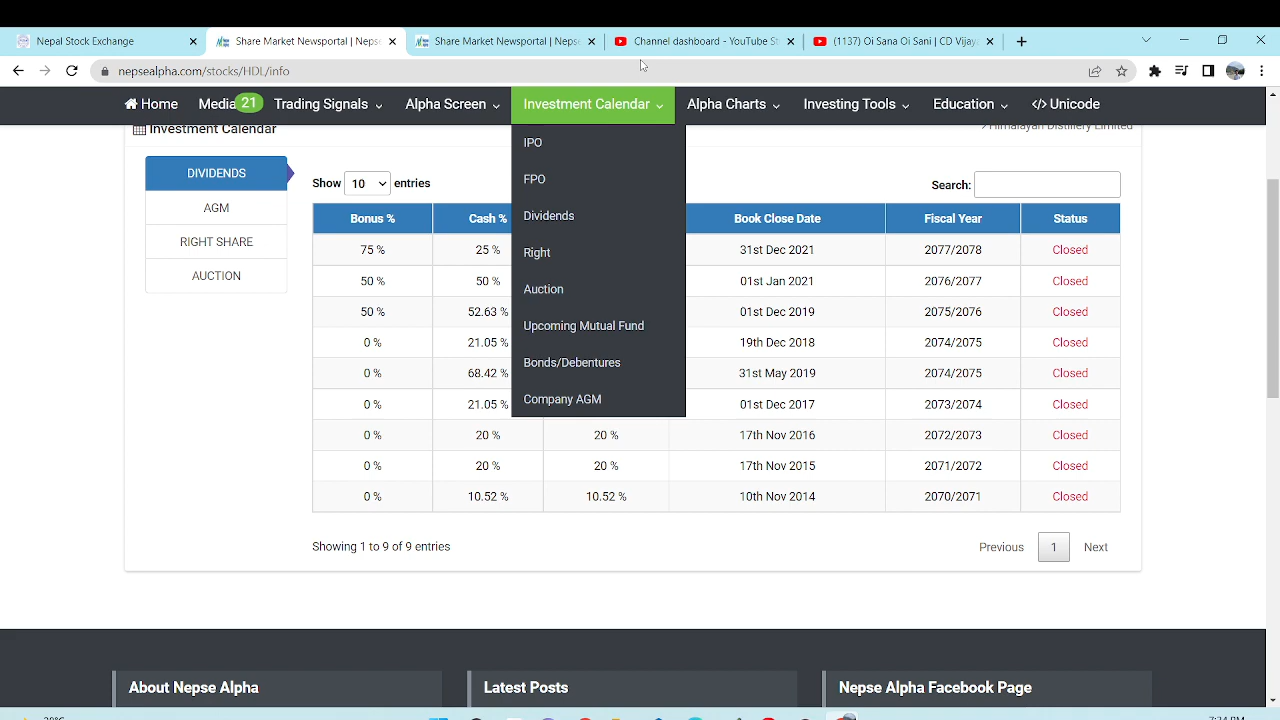 Nepal Stock Exchange
Share Market Newsportal | Nepse
Share Market Newsportal | Nepse
Channel dashboard - YouTube St
(1137) Oi Sana Oi Sani | CD Vijay
nepsealpha.com/stocks/HDL/info
Home Media 21 Trading Signals Alpha Screen Investment Calendar Alpha Charts Investing Tools Education </> Unicode
Investment Calendar
Himalayan Distillery Limited
IPO
FPO
Dividends
Right
Auction
Upcoming Mutual Fund
Bonds/Debentures
Company AGM
DIVIDENDS
AGM
RIGHT SHARE
AUCTION
Show 10 entries
Search:
Bonus % Cash % Book Close Date Fiscal Year Status
75 % 25 % 31st Dec 2021 2077/2078 Closed
50 % 50 % 01st Jan 2021 2076/2077 Closed
50 % 52.63 % 01st Dec 2019 2075/2076 Closed
0 % 21.05 % 19th Dec 2018 2074/2075 Closed
0 % 68.42 % 31st May 2019 2074/2075 Closed
0 % 21.05 % 01st Dec 2017 2073/2074 Closed
0 % 20 % 20 % 17th Nov 2016 2072/2073 Closed
0 % 20 % 20 % 17th Nov 2015 2071/2072 Closed
0 % 10.52 % 10.52 % 10th Nov 2014 2070/2071 Closed
Showing 1 to 9 of 9 entries
Previous 1 Next
About Nepse Alpha
Latest Posts
Nepse Alpha Facebook Page